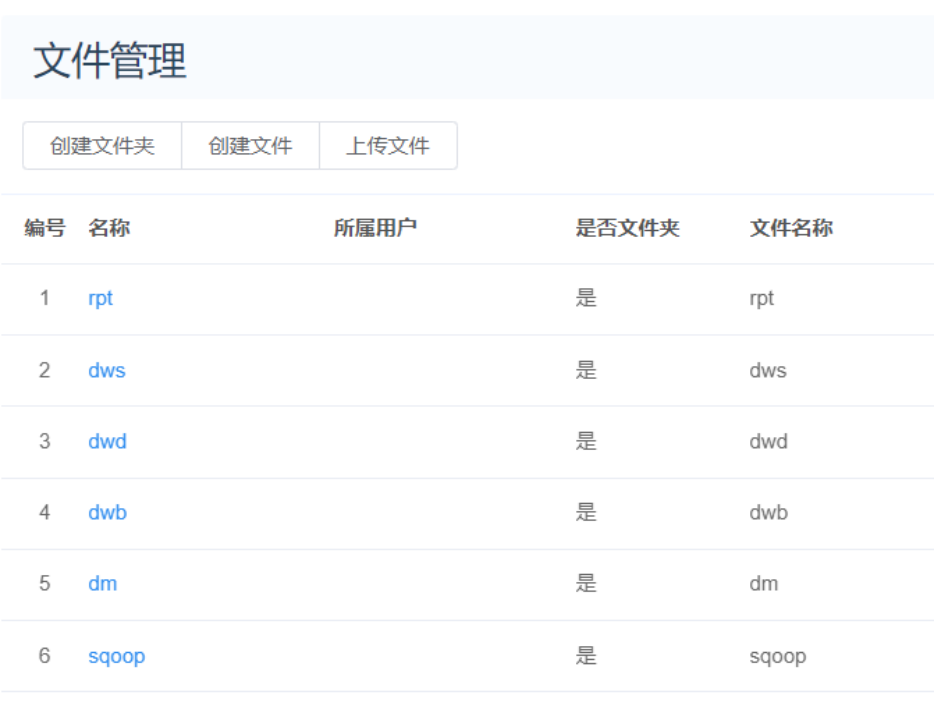 文件管理
创建文件夹 创建文件 上传文件
编号 名称 所属用户 是否文件夹 文件名称
1 rpt 是 rpt
2 dws 是 dws
3 dwd 是 dwd
4 dwb 是 dwb
5 dm 是 dm
6 sqoop 是 sqoop